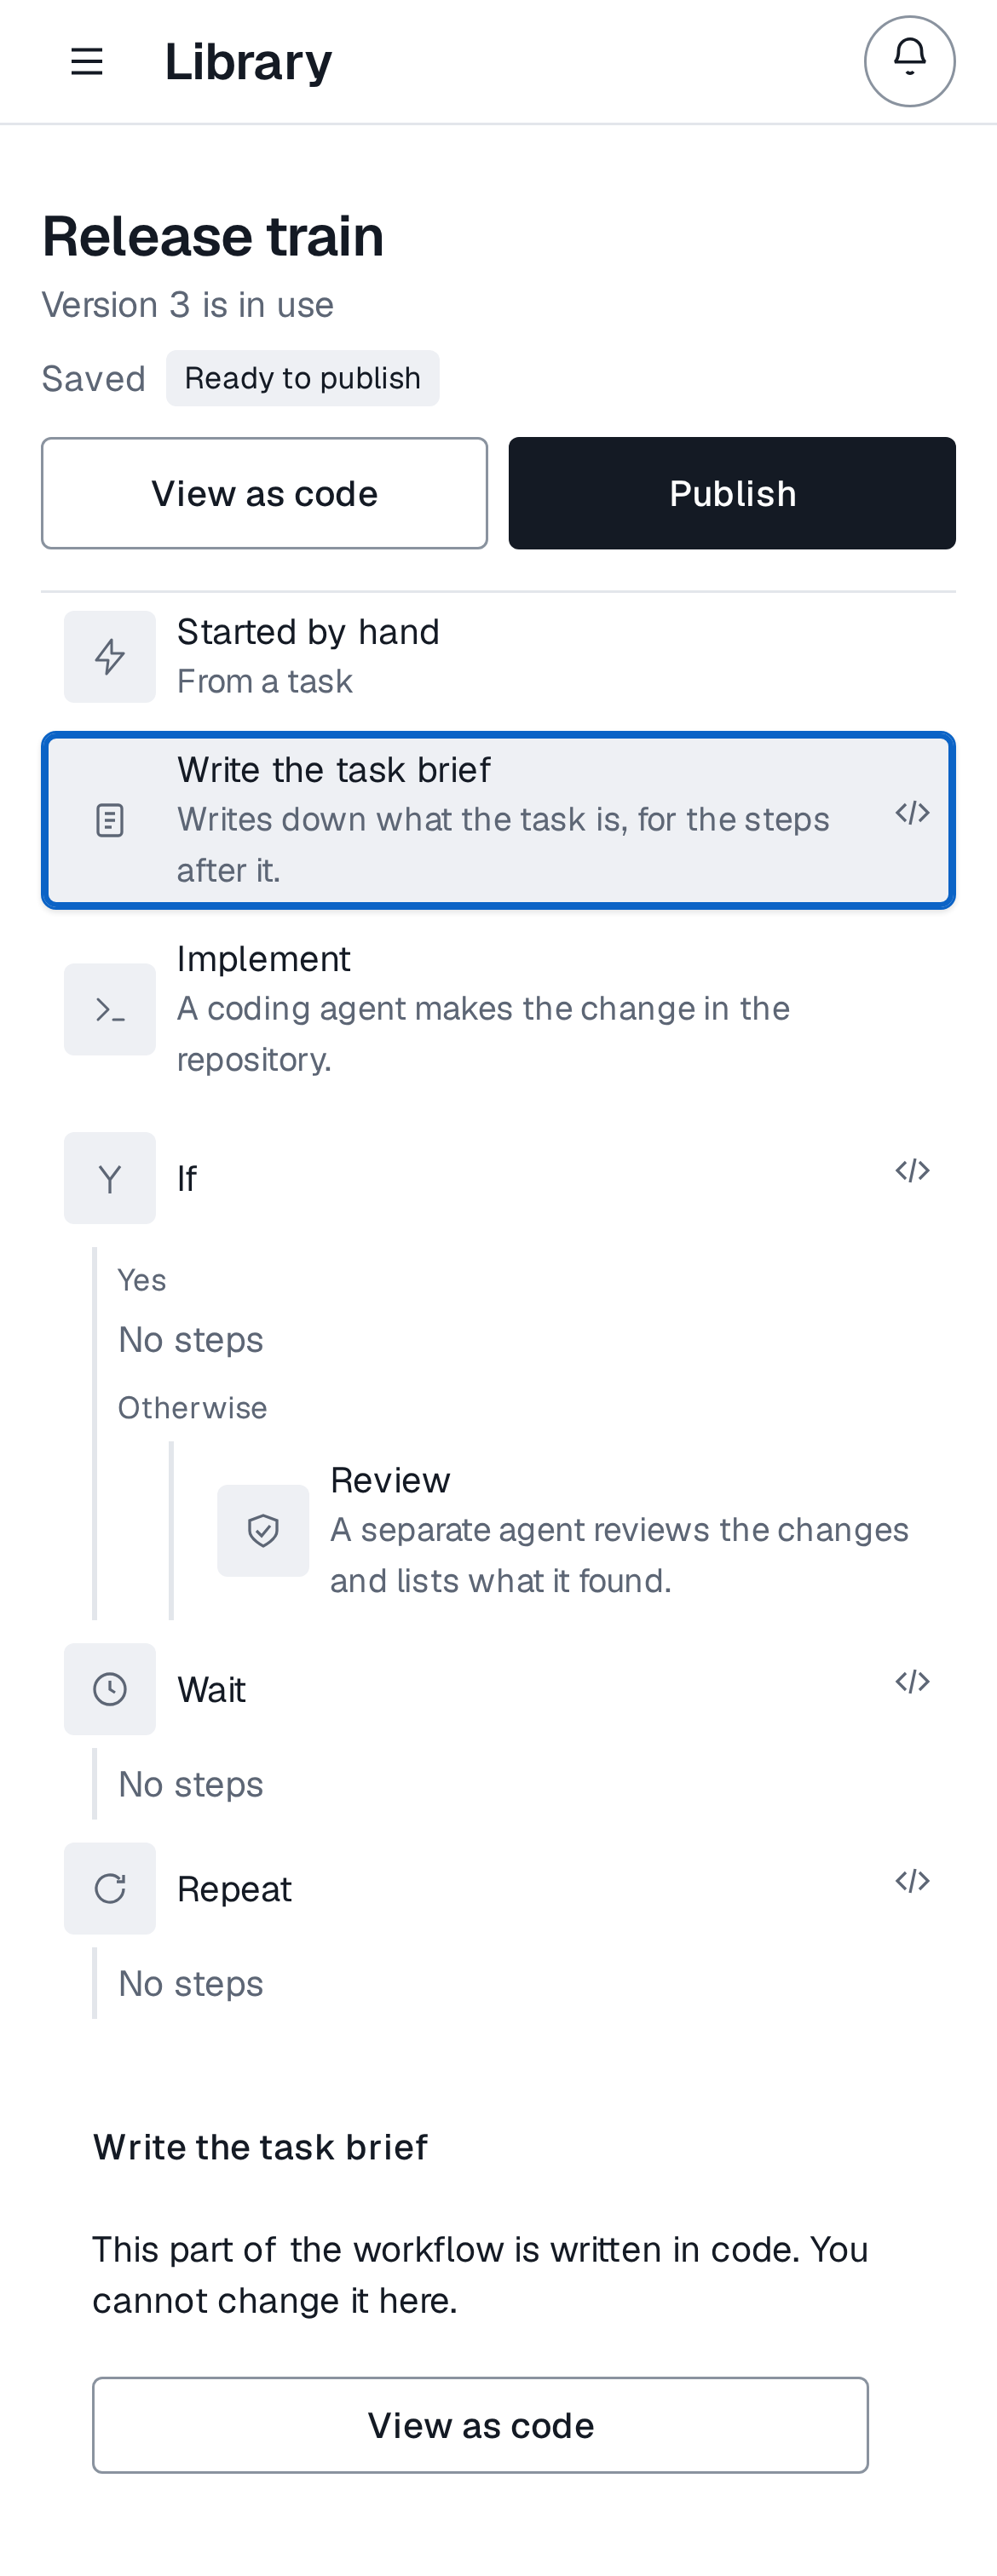 Library
Release train
Version 3 is in use
Saved
Ready to publish
View as code
Publish
Started by hand
From a task
Write the task brief
Writes down what the task is, for the steps
after it.
Implement
A coding agent makes the change in the
repository.
If
Yes
No steps
Otherwise
Review
A separate agent reviews the changes
and lists what it found.
Wait
No steps
Repeat
No steps
Write the task brief
This part of the workflow is written in code. You
cannot change it here.
View as code